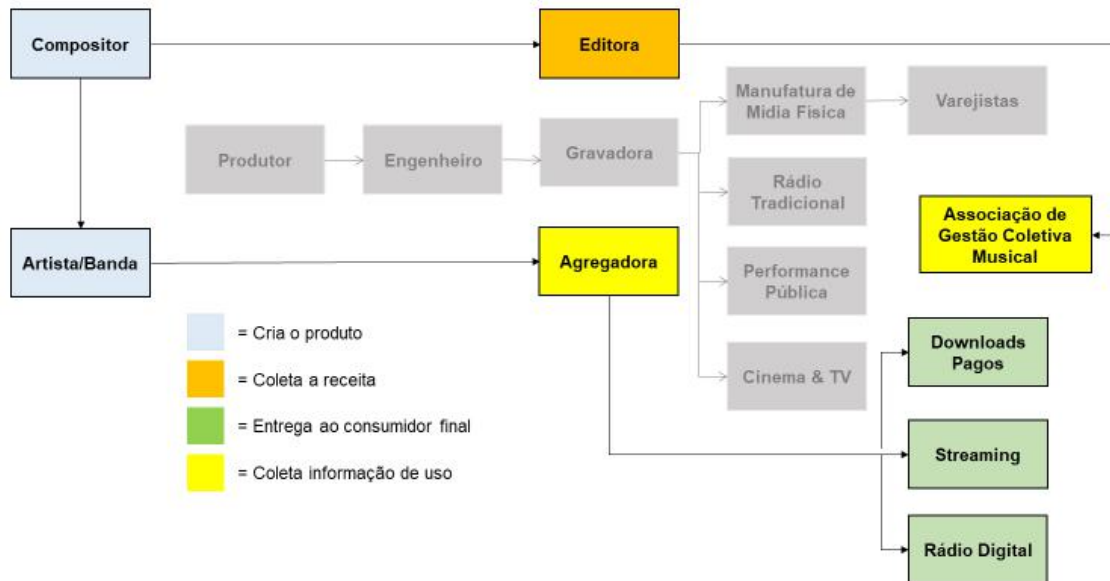 Compositor
Editora
Manufatura de
Mídia Física
Varejistas
Produtor
Engenheiro
Gravadora
Rádio
Tradicional
Associação de
Gestão Coletiva
Musical
Artista/Banda
Agregadora
Performance
Pública
= Cria o produto
= Coleta a receita
= Entrega ao consumidor final
= Coleta informação de uso
Cinema & TV
Downloads
Pagos
Streaming
Rádio Digital